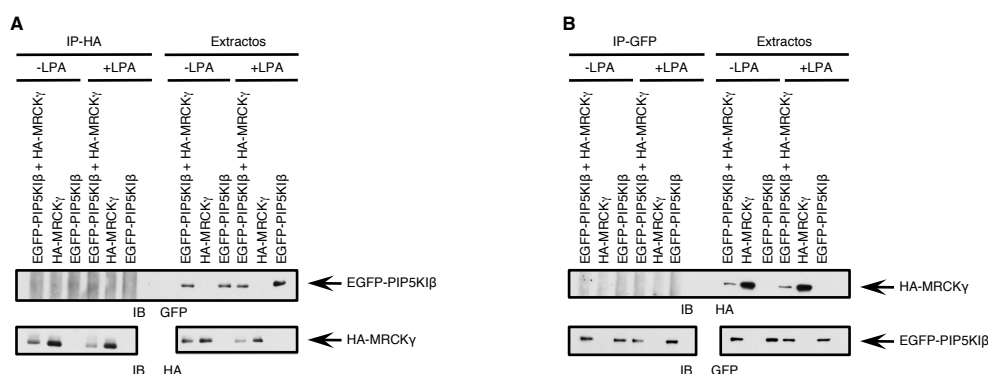 A
IP-HA
Extractos
-LPA
+LPA
-LPA
+LPA
EGFP-PIP5KIβ + HA-MRCKγ
HA-MRCKγ
EGFP-PIP5KIβ
EGFP-PIP5KIβ + HA-MRCKγ
HA-MRCKγ
EGFP-PIP5KIβ
EGFP-PIP5KIβ + HA-MRCKγ
HA-MRCKγ
EGFP-PIP5KIβ
EGFP-PIP5KIβ + HA-MRCKγ
HA-MRCKγ
EGFP-PIP5KIβ
EGFP-PIP5KIβ
IB GFP
HA-MRCKγ
IB HA
B
IP-GFP
Extractos
-LPA
+LPA
-LPA
+LPA
EGFP-PIP5KIβ + HA-MRCKγ
HA-MRCKγ
EGFP-PIP5KIβ
EGFP-PIP5KIβ + HA-MRCKγ
HA-MRCKγ
EGFP-PIP5KIβ
EGFP-PIP5KIβ + HA-MRCKγ
HA-MRCKγ
EGFP-PIP5KIβ
EGFP-PIP5KIβ + HA-MRCKγ
HA-MRCKγ
EGFP-PIP5KIβ
HA-MRCKγ
IB HA
EGFP-PIP5KIβ
IB GFP